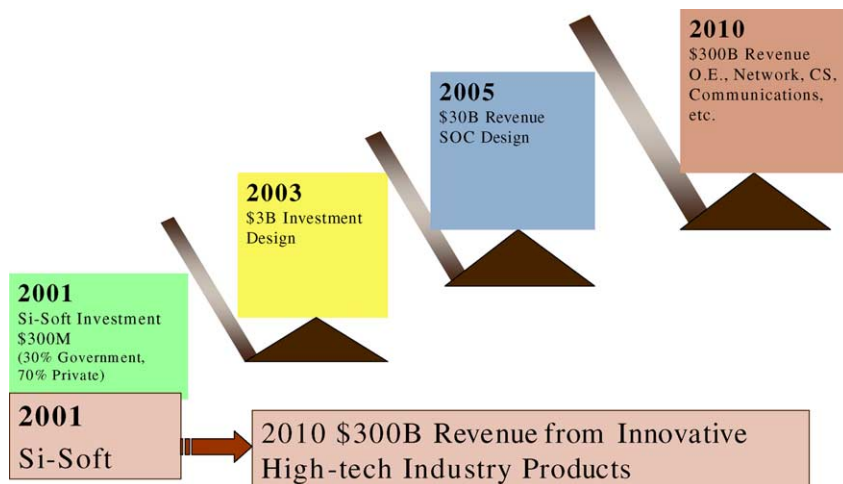 2001
Si-Soft Investment
$300M
(30% Government,
70% Private)
2003
$3B Investment
Design
2005
$30B Revenue
SOC Design
2010
$300B Revenue
O.E., Network, CS,
Communications,
etc.
2001
Si-Soft
2010 $300B Revenue from Innovative
High-tech Industry Products